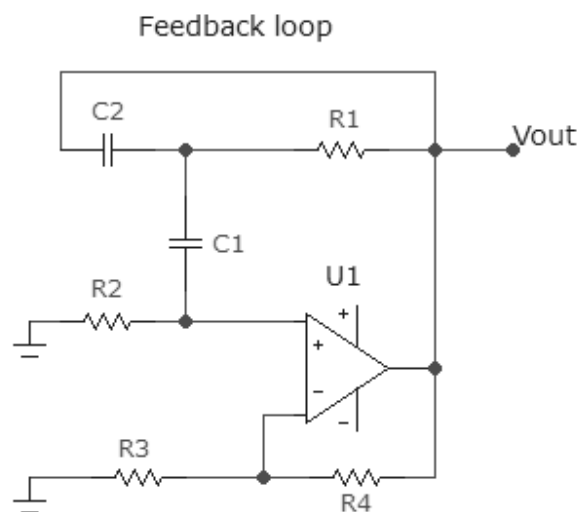 Feedback loop
C2
R1
Vout
C1
U1
R2
+
+
−
−
R3
R4